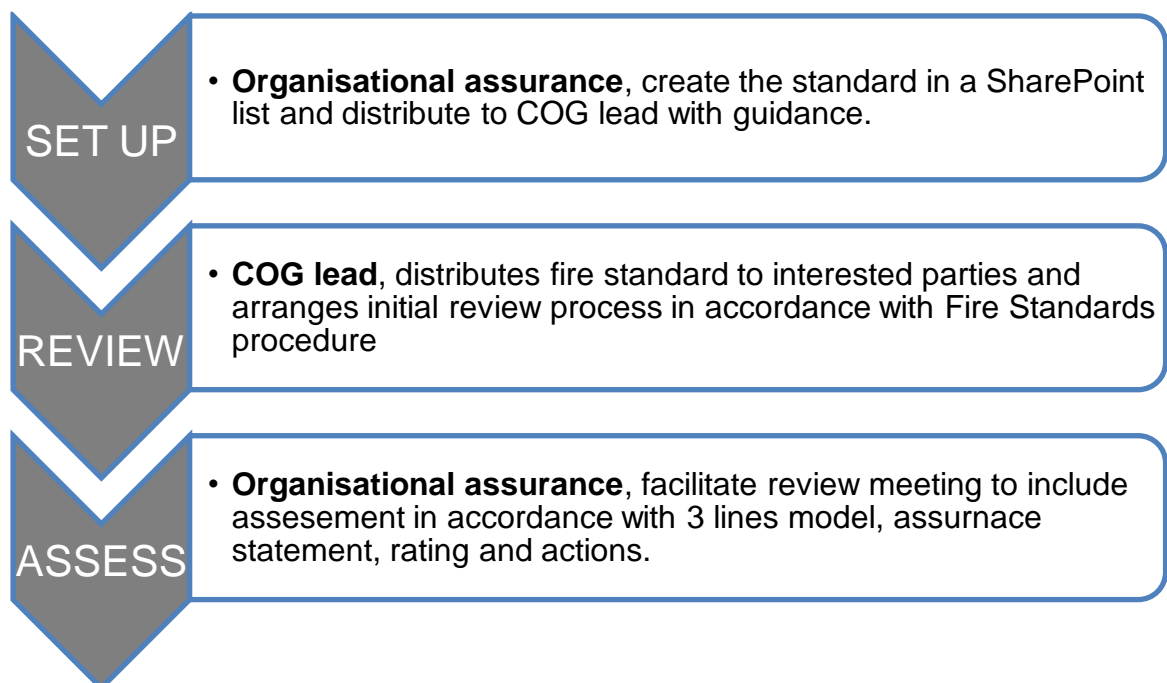 SET UP
• Organisational assurance, create the standard in a SharePoint
list and distribute to COG lead with guidance.
REVIEW
• COG lead, distributes fire standard to interested parties and
arranges initial review process in accordance with Fire Standards
procedure
ASSESS
• Organisational assurance, facilitate review meeting to include
assesement in accordance with 3 lines model, assurnace
statement, rating and actions.